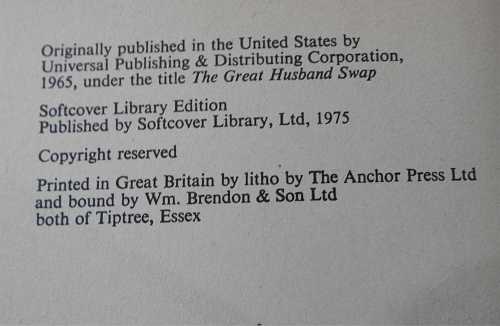 Originally published in the United States by
Universal Publishing & Distributing Corporation,
1965, under the title The Great Husband Swap
Softcover Library Edition
Published by Softcover Library, Ltd, 1975
Copyright reserved
Printed in Great Britain by litho by The Anchor Press Ltd
and bound by Wm. Brendon & Son Ltd
both of Tiptree, Essex